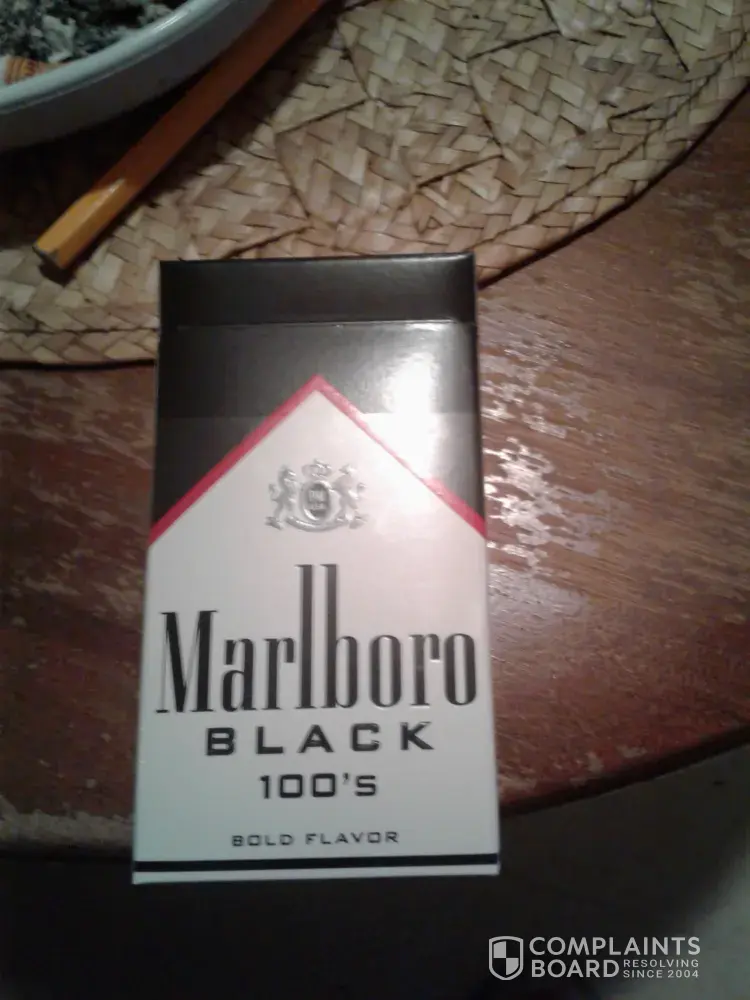 Marlboro
BLACK
100's
BOLD FLAVOR
COMPLAINTS
BOARD RESOLVING
SINCE 2004